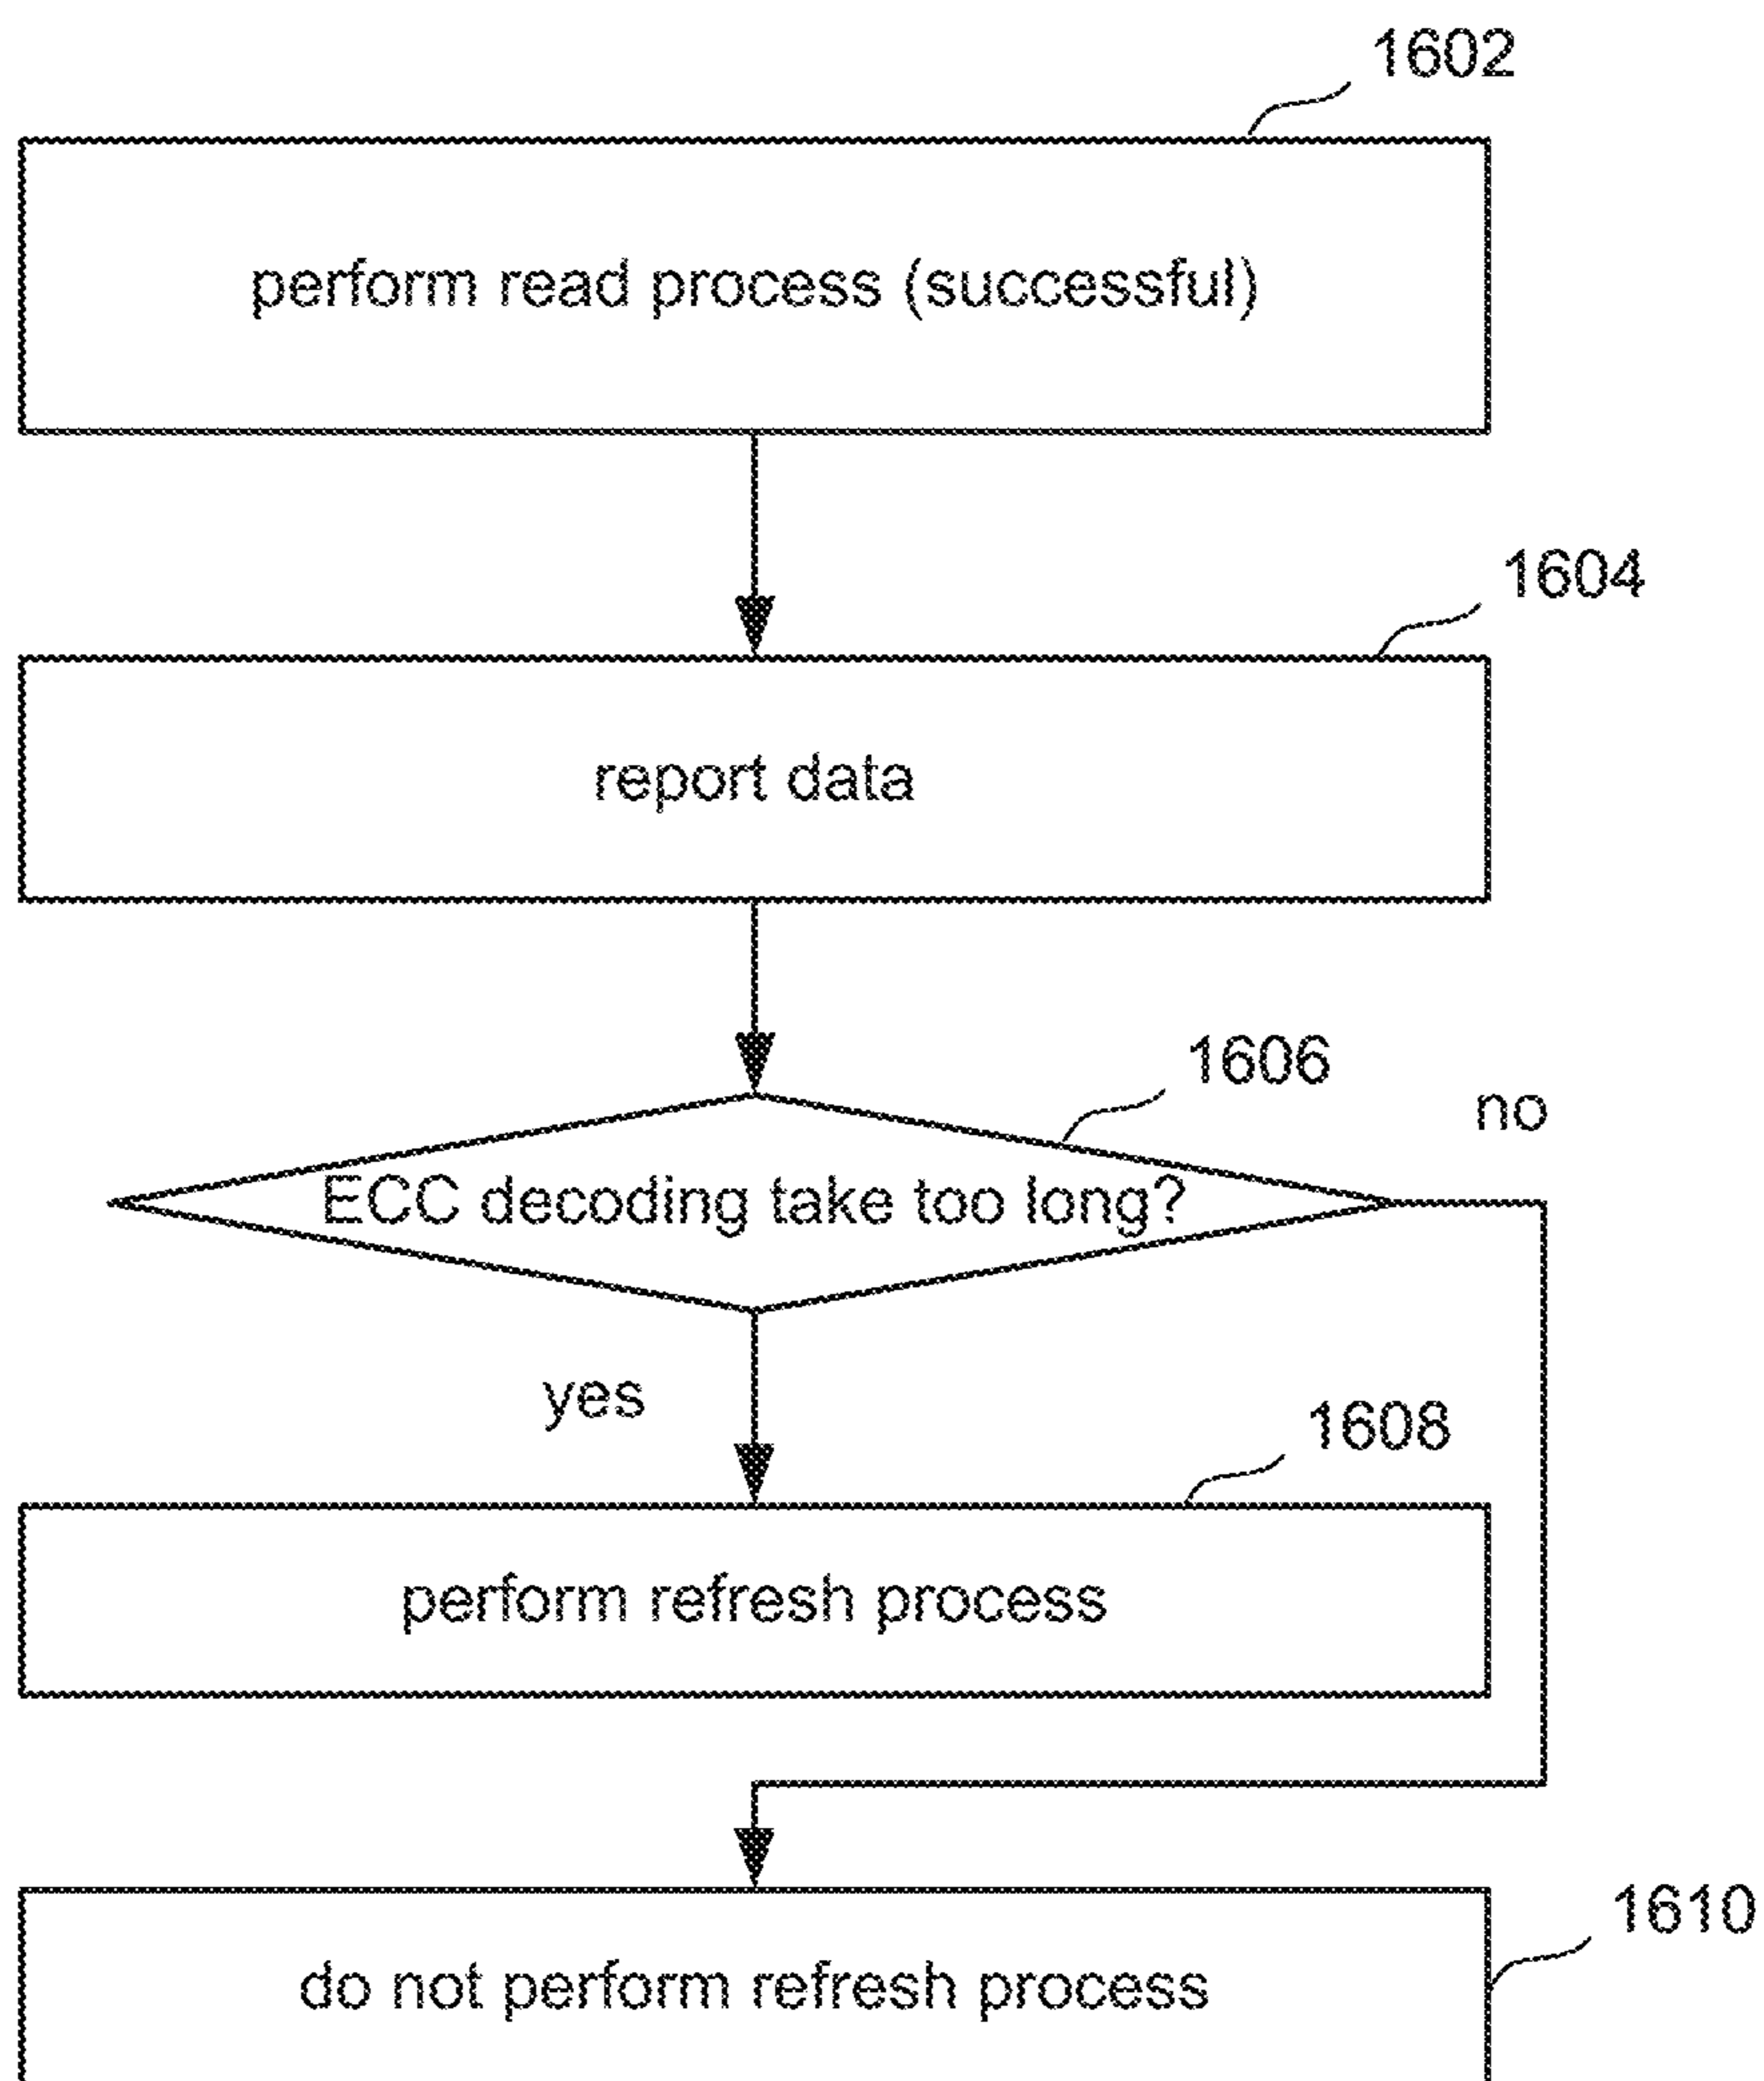 1602
perform read process (successful)
1604
report data
1606
no
ECC decoding take too long?
yes
1608
perform refresh process
1610
do not perform refresh process